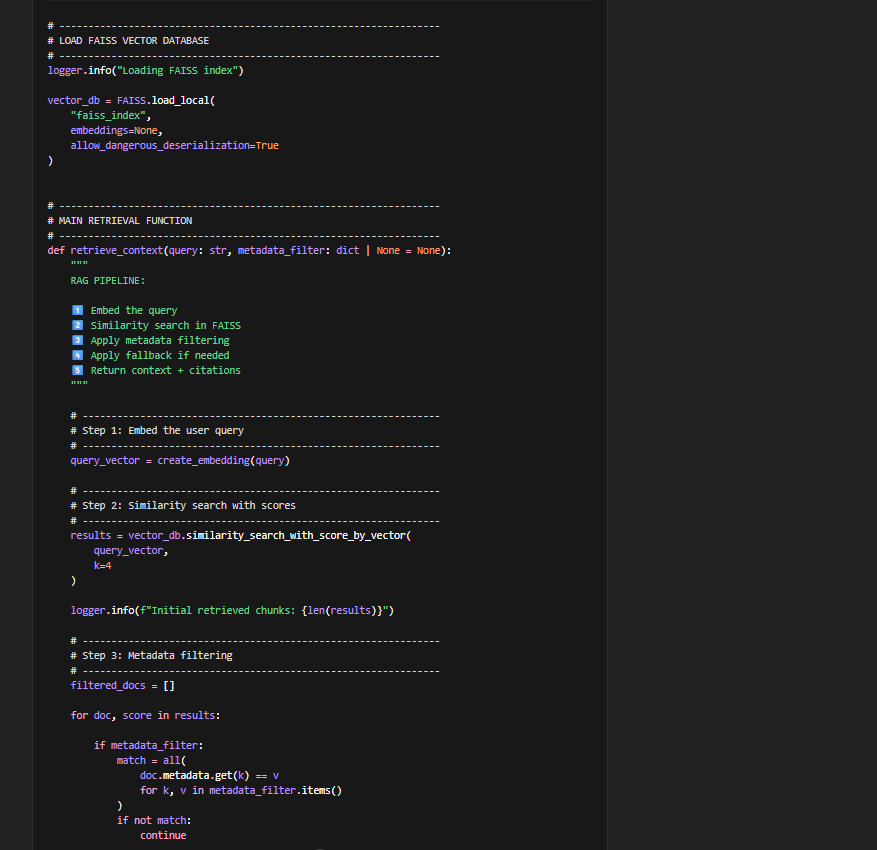 # ------------------------------------------------------------------
# LOAD FAISS VECTOR DATABASE
# ------------------------------------------------------------------
logger.info("Loading FAISS index")
vector_db = FAISS.load_local(
    "faiss_index",
    embeddings=None,
    allow_dangerous_deserialization=True
)
# ------------------------------------------------------------------
# MAIN RETRIEVAL FUNCTION
# ------------------------------------------------------------------
def retrieve_context(query: str, metadata_filter: dict | None = None):
    """
    RAG PIPELINE:
    1️⃣ Embed the query
    2️⃣ Similarity search in FAISS
    3️⃣ Apply metadata filtering
    4️⃣ Apply fallback if needed
    5️⃣ Return context + citations
    """
    # --------------------------------------------------------------
    # Step 1: Embed the user query
    # --------------------------------------------------------------
    query_vector = create_embedding(query)
    # --------------------------------------------------------------
    # Step 2: Similarity search with scores
    # --------------------------------------------------------------
    results = vector_db.similarity_search_with_score_by_vector(
        query_vector,
        k=4
    )
    logger.info(f"Initial retrieved chunks: {len(results)}")
    # --------------------------------------------------------------
    # Step 3: Metadata filtering
    # --------------------------------------------------------------
    filtered_docs = []
    for doc, score in results:
        if metadata_filter:
            match = all(
                doc.metadata.get(k) == v
                for k, v in metadata_filter.items()
            )
            if not match:
                continue